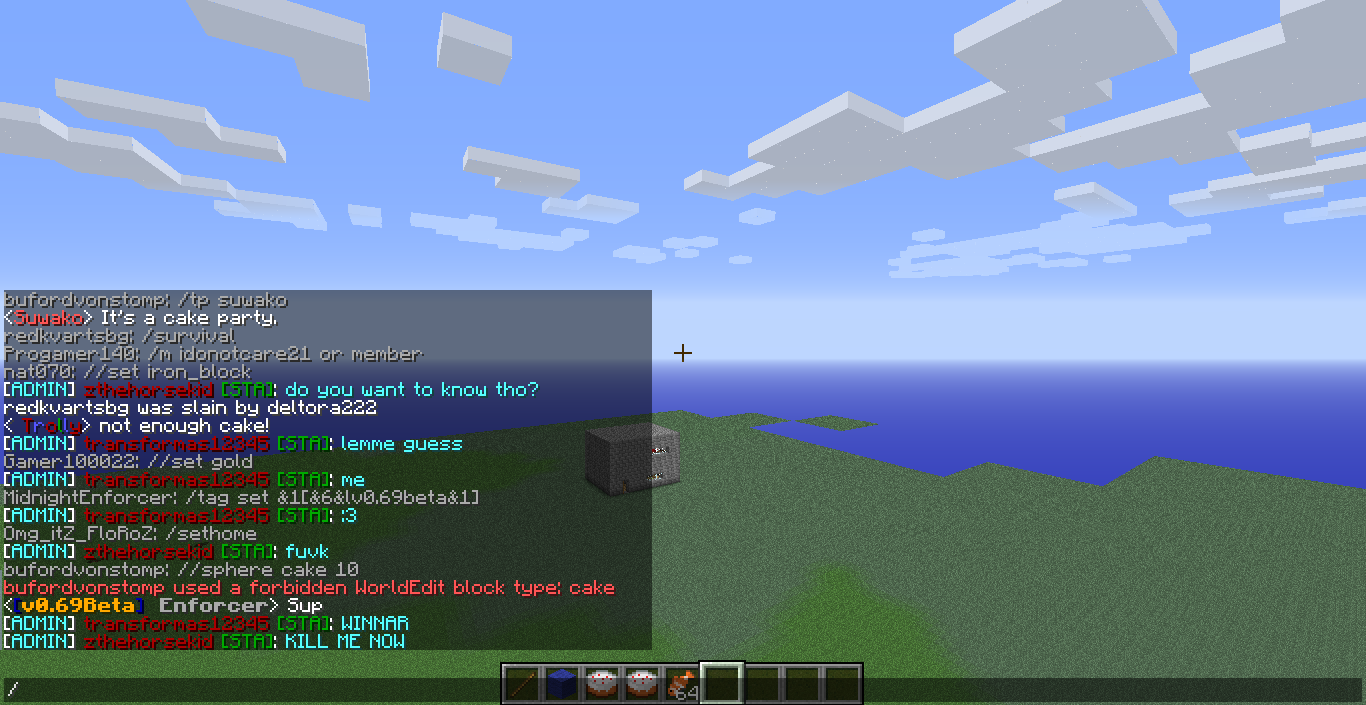 bufordvonstomp: /tp suwako
<Suwako> It's a cake party.
redkvartsbg: /survival
Progamer140: /m idonotcare21 or member
nat070: //set iron_block
[ADMIN] zthehorsekid [STA]: do you want to know tho?
redkvartsbg was slain by deltora222
< Trolly> not enough cake!
[ADMIN] transformas12345 [STA]: lemme guess
Gamer100022: //set gold
[ADMIN] transformas12345 [STA]: me
MidnightEnforcer: /tag set &1[&6&lv0.69beta&1]
[ADMIN] transformas12345 [STA]: :3
Omg_itZ_FloRoZ: /sethome
[ADMIN] zthehorsekid [STA]: fuvk
bufordvonstomp: //sphere cake 10
bufordvonstomp used a forbidden WorldEdit block type: cake
<[v0.69Beta] Enforcer> Sup
[ADMIN] transformas12345 [STA]: WINNAR
[ADMIN] zthehorsekid [STA]: KILL ME NOW
64
/